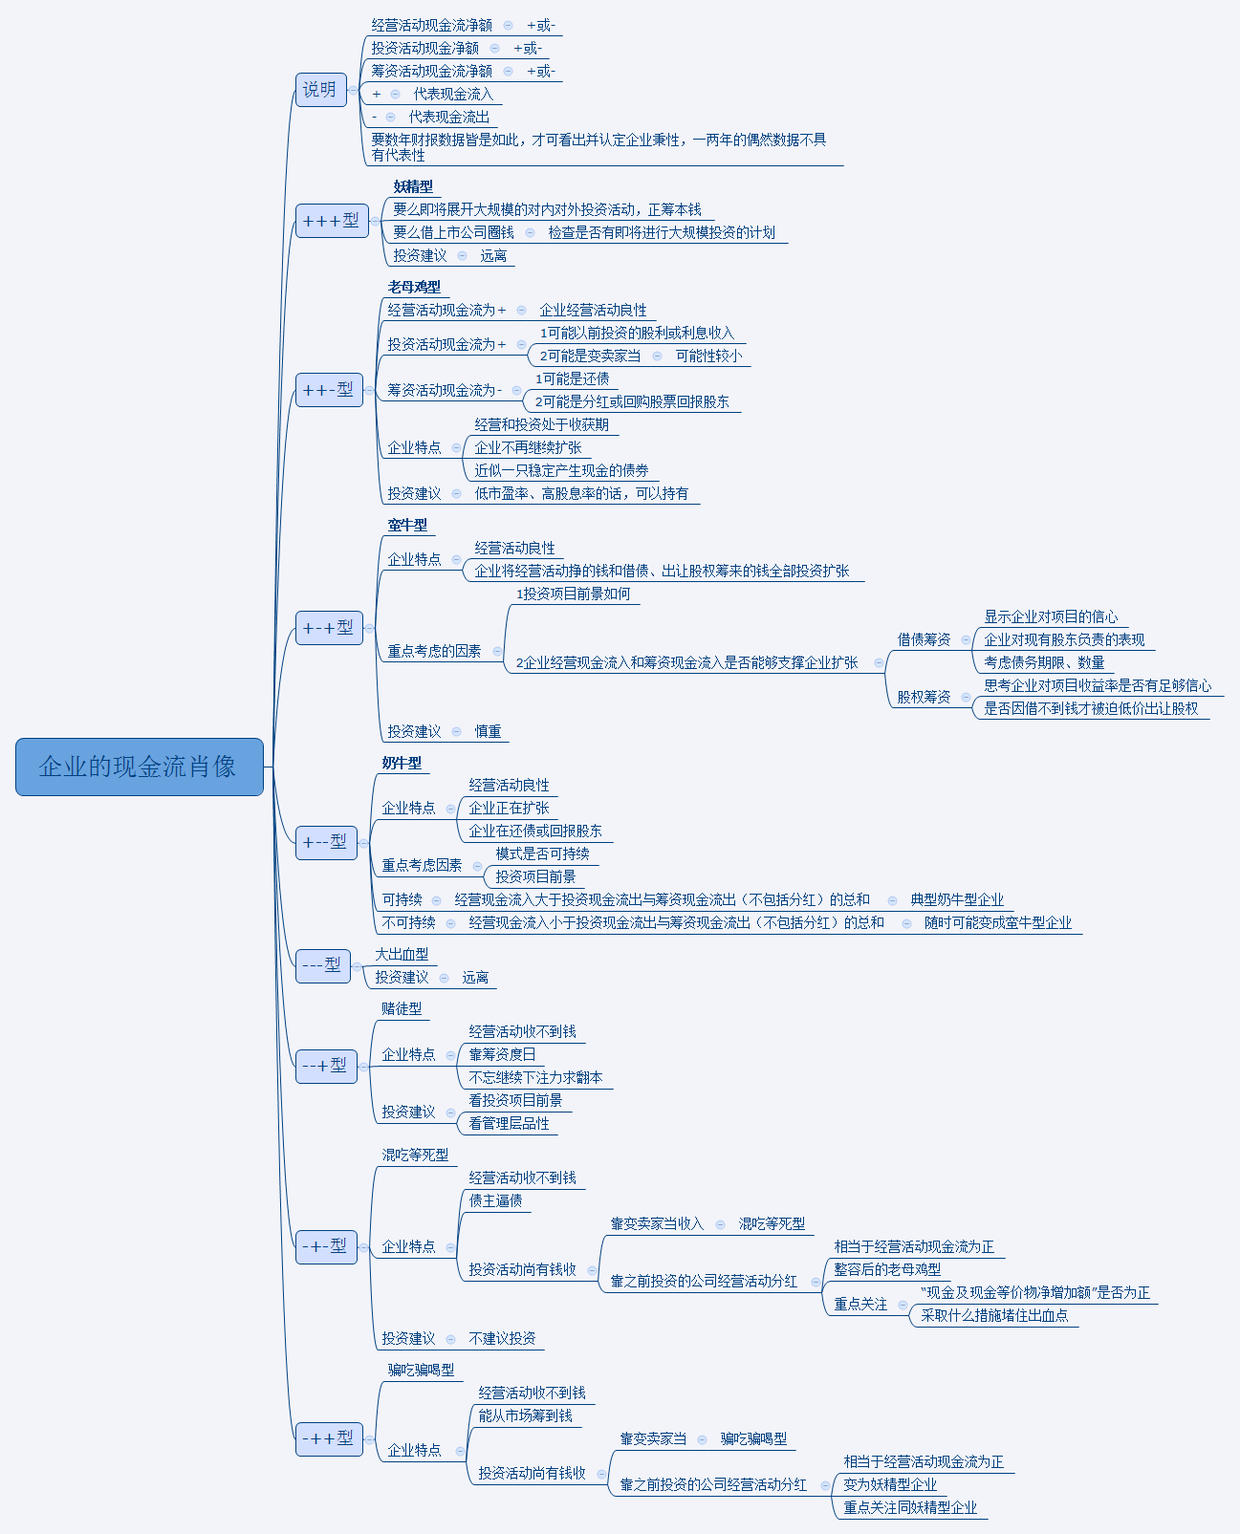 企业的现金流肖像
说明
经营活动现金流净额 +或-
投资活动现金净额 +或-
筹资活动现金流净额 +或-
+ 代表现金流入
- 代表现金流出
要数年财报数据皆是如此，才可看出并认定企业秉性，一两年的偶然数据不具
有代表性
+++型
妖精型
要么即将展开大规模的对内对外投资活动，正筹本钱
要么借上市公司圈钱 检查是否有即将进行大规模投资的计划
投资建议 远离
++-型
老母鸡型
经营活动现金流为+ 企业经营活动良性
投资活动现金流为+
1可能以前投资的股利或利息收入
2可能是变卖家当 可能性较小
筹资活动现金流为-
1可能是还债
2可能是分红或回购股票回报股东
企业特点
经营和投资处于收获期
企业不再继续扩张
近似一只稳定产生现金的债券
投资建议 低市盈率、高股息率的话，可以持有
+-+型
蛮牛型
企业特点
经营活动良性
企业将经营活动挣的钱和借债、出让股权筹来的钱全部投资扩张
重点考虑的因素
1投资项目前景如何
2企业经营现金流入和筹资现金流入是否能够支撑企业扩张
借债筹资
显示企业对项目的信心
企业对现有股东负责的表现
考虑债务期限、数量
股权筹资
思考企业对项目收益率是否有足够信心
是否因借不到钱才被迫低价出让股权
投资建议 慎重
+--型
奶牛型
企业特点
经营活动良性
企业正在扩张
企业在还债或回报股东
重点考虑因素
模式是否可持续
投资项目前景
可持续 经营现金流入大于投资现金流出与筹资现金流出（不包括分红）的总和 典型奶牛型企业
不可持续 经营现金流入小于投资现金流出与筹资现金流出（不包括分红）的总和 随时可能变成蛮牛型企业
---型
大出血型
投资建议 远离
--+型
赌徒型
企业特点
经营活动收不到钱
靠筹资度日
不忘继续下注力求翻本
投资建议
看投资项目前景
看管理层品性
-+-型
混吃等死型
企业特点
经营活动收不到钱
债主逼债
投资活动尚有钱收
靠变卖家当收入 混吃等死型
靠之前投资的公司经营活动分红
相当于经营活动现金流为正
整容后的老母鸡型
重点关注
“现金及现金等价物净增加额”是否为正
采取什么措施堵住出血点
投资建议 不建议投资
-++型
骗吃骗喝型
企业特点
经营活动收不到钱
能从市场筹到钱
投资活动尚有钱收
靠变卖家当 骗吃骗喝型
靠之前投资的公司经营活动分红
相当于经营活动现金流为正
变为妖精型企业
重点关注同妖精型企业